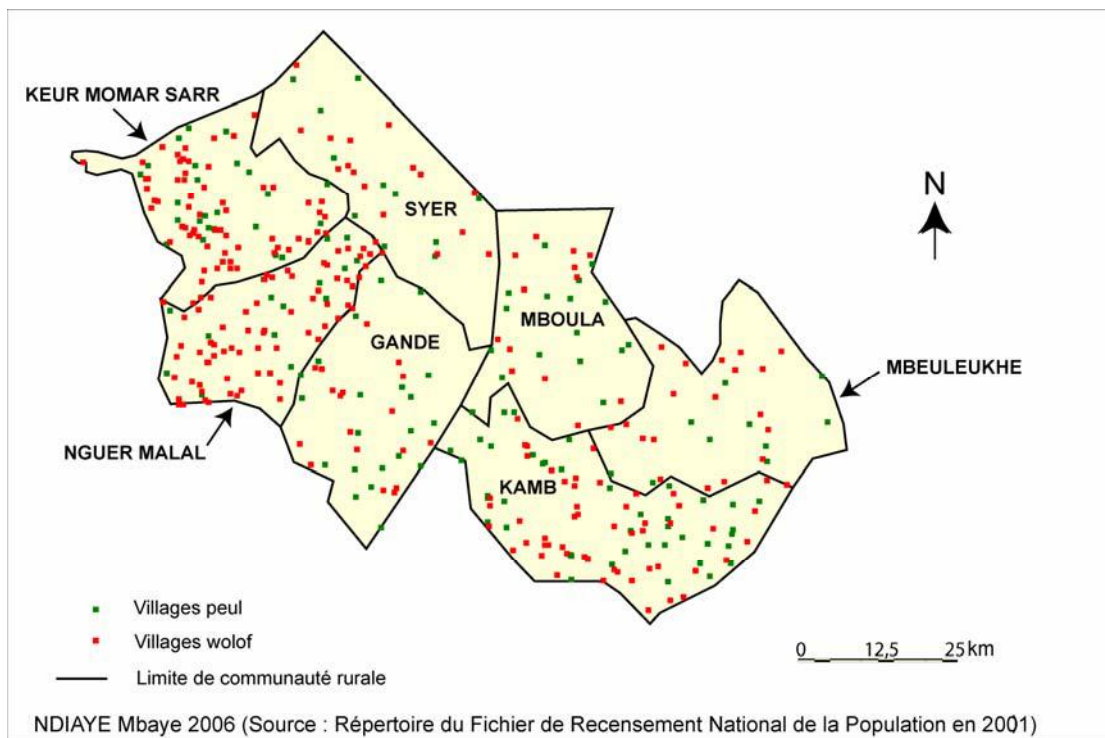 KEUR MOMAR SARR
N
SYER
MBOULA
GANDE
MBEULEUKHE
NGUER MALAL
KAMB
Villages peul
Villages wolof
Limite de communauté rurale
0 12,5 25 km
NDIAYE Mbaye 2006 (Source : Répertoire du Fichier de Recensement National de la Population en 2001)